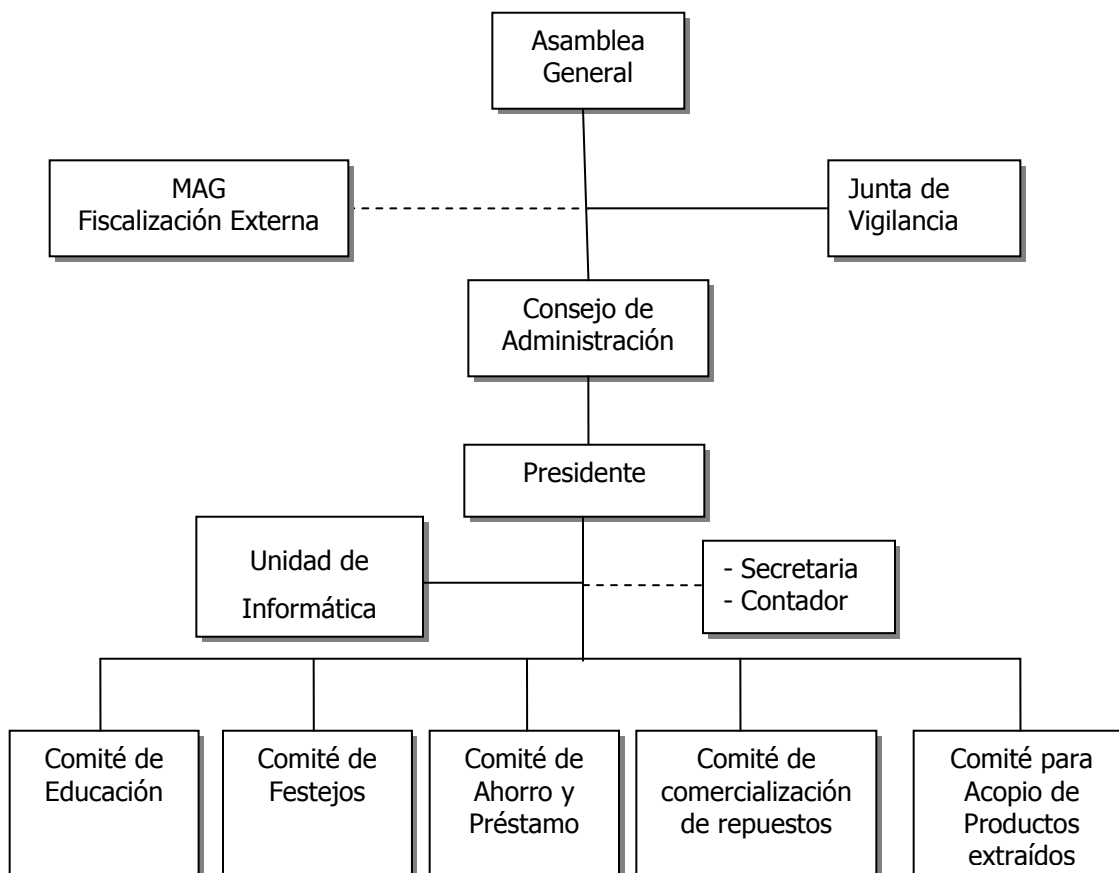 Asamblea
General
MAG
Fiscalización Externa
Junta de
Vigilancia
Consejo de
Administración
Presidente
Unidad de
Informática
- Secretaria
- Contador
Comité de
Educación
Comité de
Festejos
Comité de
Ahorro y
Préstamo
Comité de
comercialización
de repuestos
Comité para
Acopio de
Productos
extraídos